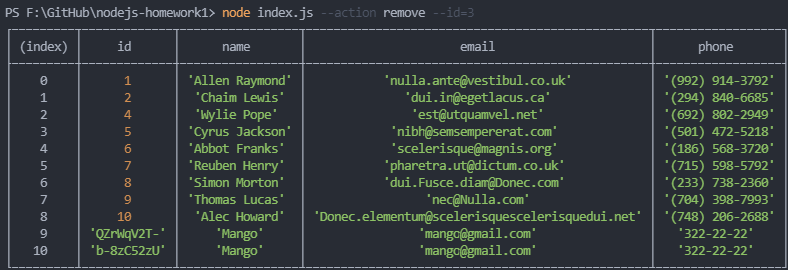 PS F:\GitHub\nodejs-homework1> node index.js --action remove --id=3
(index) id name email phone
0 1 'Allen Raymond' 'nulla.ante@vestibul.co.uk' '(992) 914-3792'
1 2 'Chaim Lewis' 'dui.in@egetlacus.ca' '(294) 840-6685'
2 4 'Wylie Pope' 'est@utquamvel.net' '(692) 802-2949'
3 5 'Cyrus Jackson' 'nibh@semsempererat.com' '(501) 472-5218'
4 6 'Abbot Franks' 'scelerisque@magnis.org' '(186) 568-3720'
5 7 'Reuben Henry' 'pharetra.ut@dictum.co.uk' '(715) 598-5792'
6 8 'Simon Morton' 'dui.Fusce.diam@Donec.com' '(233) 738-2360'
7 9 'Thomas Lucas' 'nec@Nulla.com' '(704) 398-7993'
8 10 'Alec Howard' 'Donec.elementum@scelerisquescelerisquedui.net' '(748) 206-2688'
9 'QZrWqV2T-' 'Mango' 'mango@gmail.com' '322-22-22'
10 'b-8zC52zU' 'Mango' 'mango@gmail.com' '322-22-22'